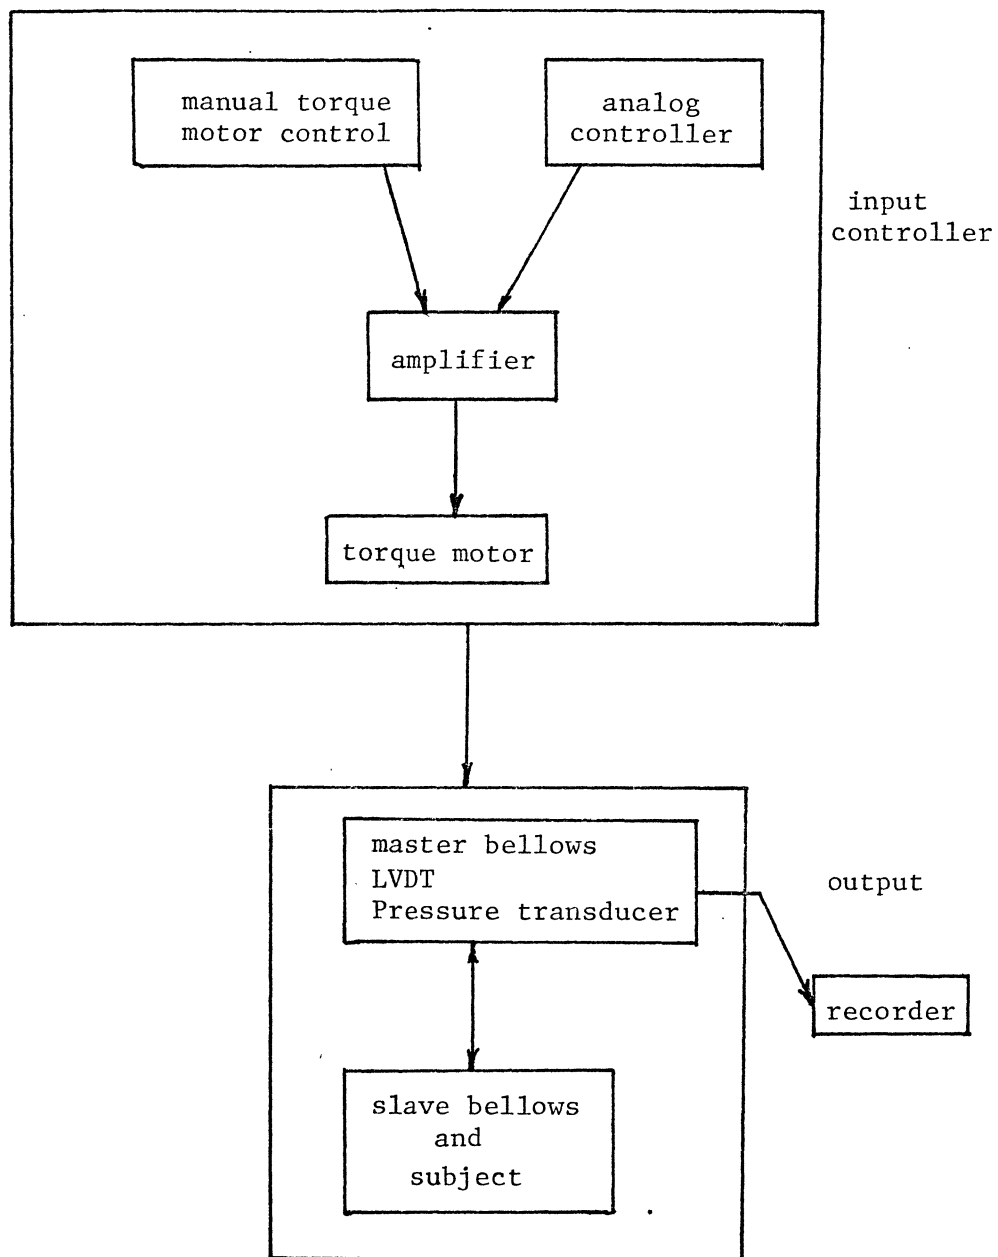 manual torque
motor control
analog
controller
input
controller
amplifier
torque motor
master bellows
LVDT
Pressure transducer
output
recorder
slave bellows
and
subject